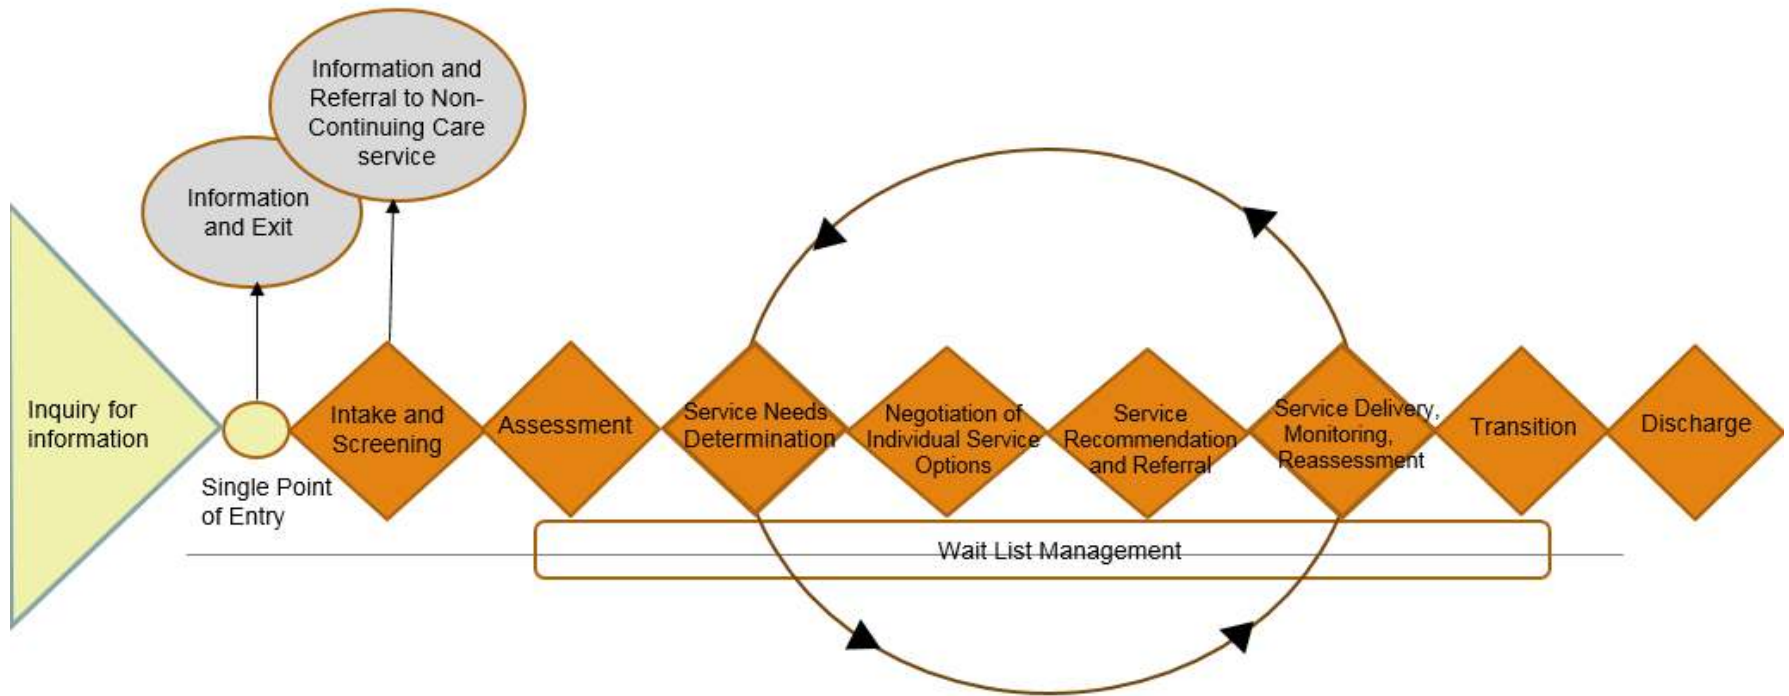 Information and
Referral to Non-
Continuing Care
service
Information
and Exit
Inquiry for
information
Single Point
of Entry
Intake and
Screening
Assessment
Service Needs
Determination
Negotiation of
Individual Service
Options
Service
Recommendation
and Referral
Service Delivery,
Monitoring,
Reassessment
Transition
Discharge
Wait List Management